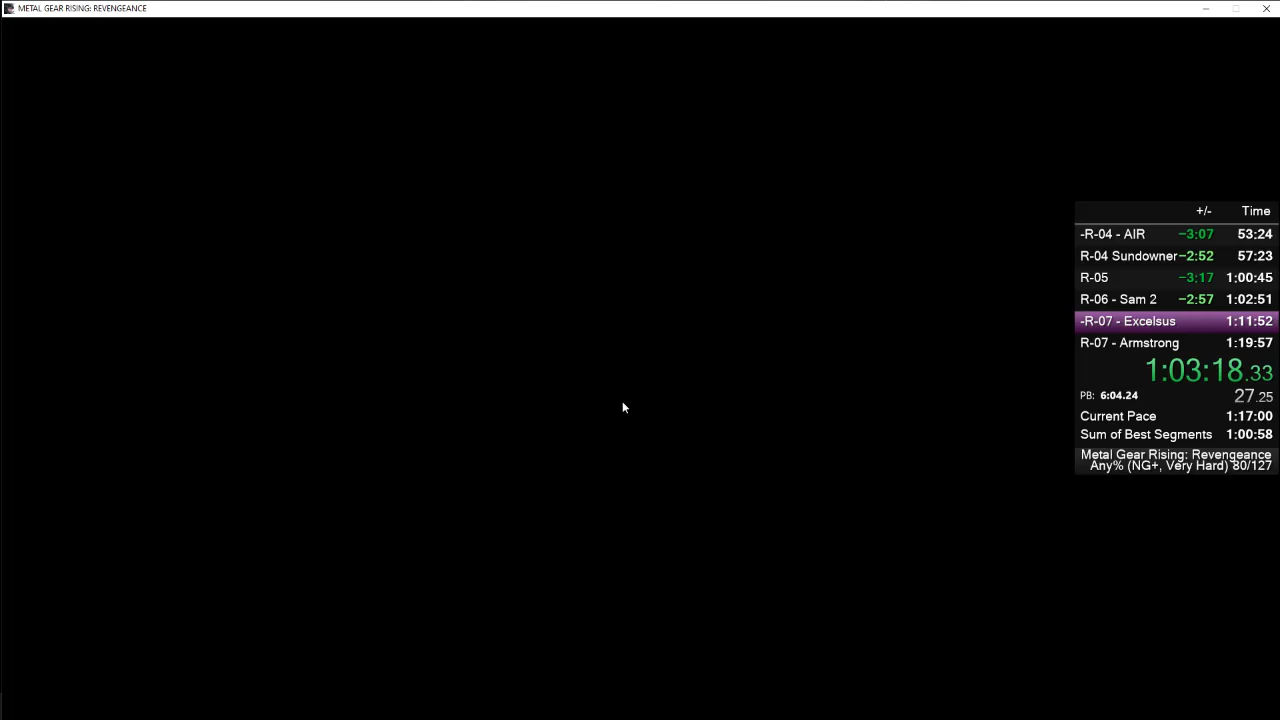 METAL GEAR RISING: REVENGEANCE
+/- Time
-R-04 - AIR −3:07 53:24
R-04 Sundowner −2:52 57:23
R-05 −3:17 1:00:45
R-06 - Sam 2 −2:57 1:02:51
-R-07 - Excelsus 1:11:52
R-07 - Armstrong 1:19:57
1:03:18.33
PB: 6:04.24 27.25
Current Pace 1:17:00
Sum of Best Segments 1:00:58
Metal Gear Rising: Revengeance
Any% (NG+, Very Hard) 80/127